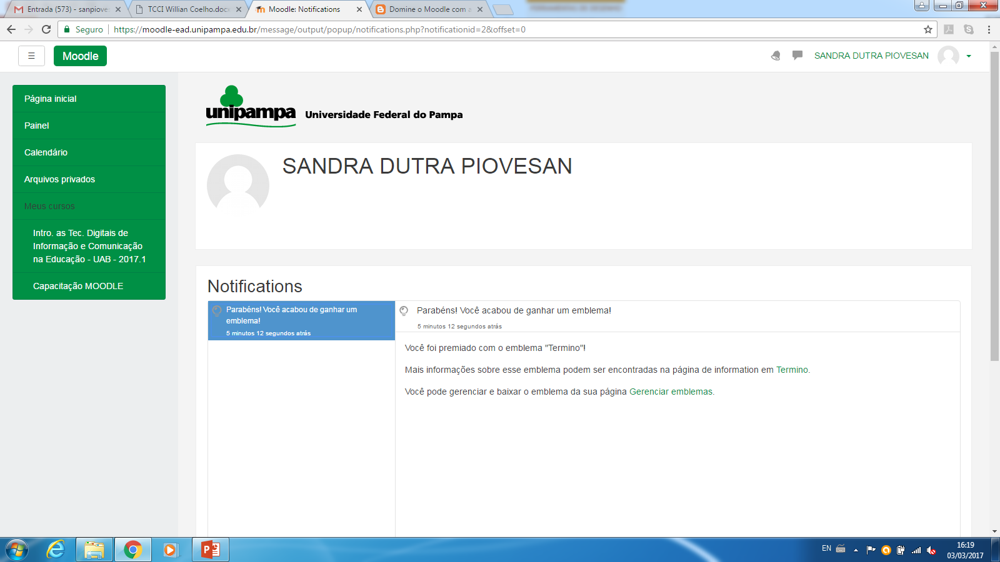 Entrada (573) - sanpioves
TCCI Willian Coelho.docx
Moodle: Notifications
Domine o Moodle com a
Seguro
https://moodle-ead.unipampa.edu.br/message/output/popup/notifications.php?notificationid=2&offset=0
Moodle
SANDRA DUTRA PIOVESAN
Página inicial
Painel
Calendário
Arquivos privados
Meus cursos
Intro. as Tec. Digitais de
Informação e Comunicação
na Educação - UAB - 2017.1
Capacitação MOODLE
unipampa
Universidade Federal do Pampa
SANDRA DUTRA PIOVESAN
Notifications
Parabéns! Você acabou de ganhar um
emblema!
5 minutos 12 segundos atrás
Parabéns! Você acabou de ganhar um emblema!
5 minutos 12 segundos atrás
Você foi premiado com o emblema "Termino"!
Mais informações sobre esse emblema podem ser encontradas na página de information em Termino.
Você pode gerenciar e baixar o emblema da sua página Gerenciar emblemas.
EN
16:19
03/03/2017